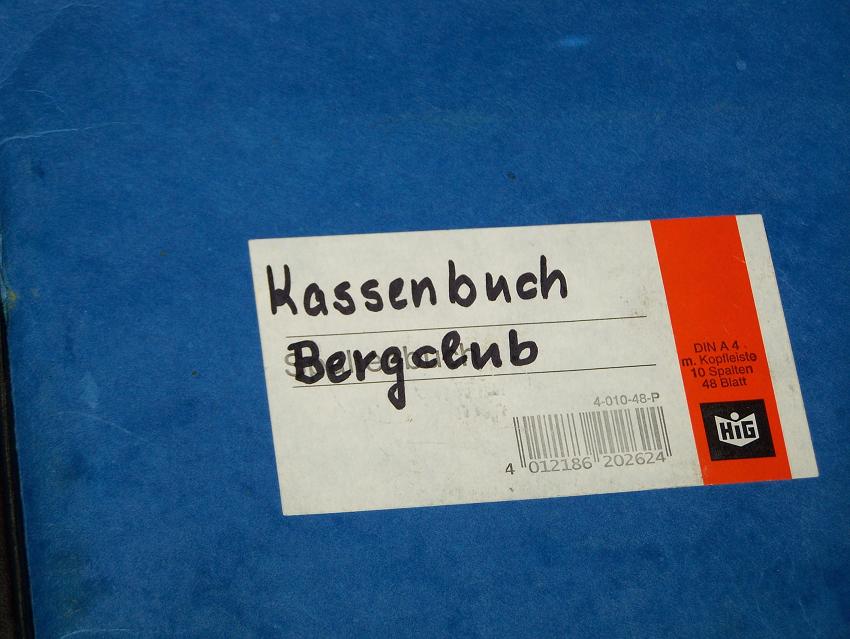 Kassenbuch
Bergclub
DIN A 4
m. Kopfleiste
10 Spalten
48 Blatt
HiG
4-010-48-P
4 012186 202624